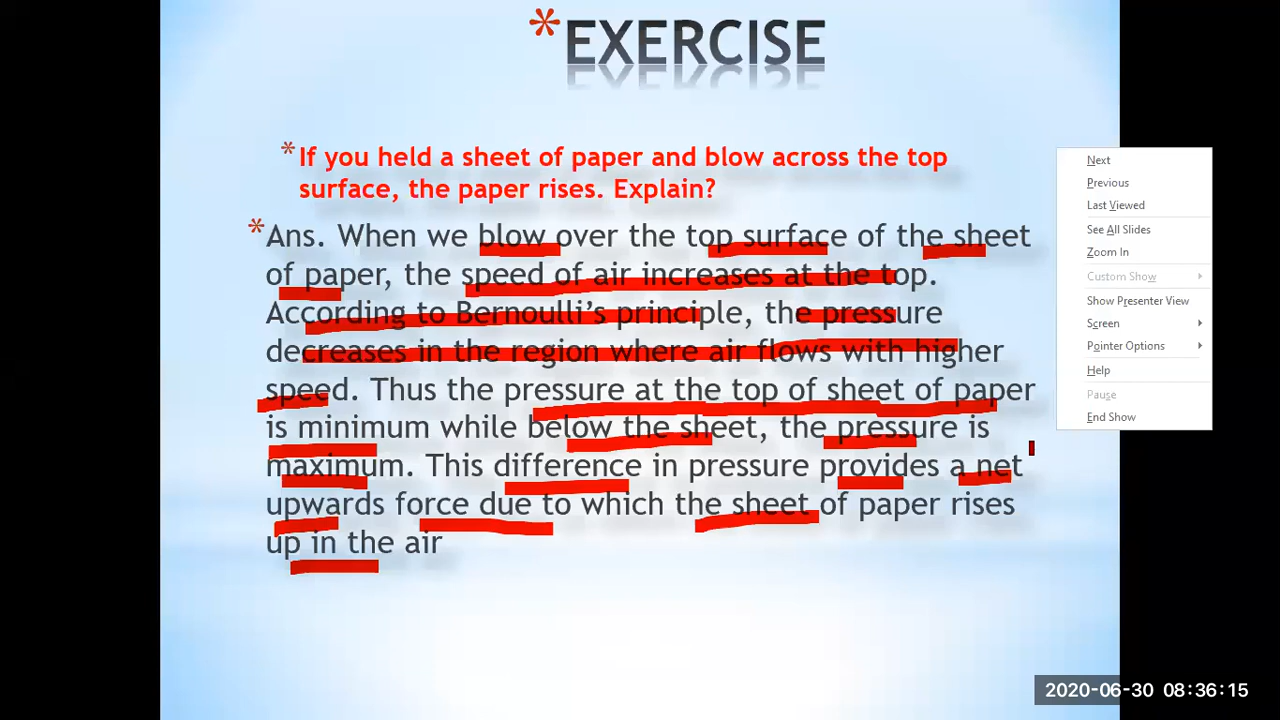 *EXERCISE
*If you held a sheet of paper and blow across the top
surface, the paper rises. Explain?
*Ans. When we blow over the top surface of the sheet
of paper, the speed of air increases at the top.
According to Bernoulli's principle, the pressure
decreases in the region where air flows with higher
speed. Thus the pressure at the top of sheet of paper
is minimum while below the sheet, the pressure is
maximum. This difference in pressure provides a net
upwards force due to which the sheet of paper rises
up in the air
Next
Previous
Last Viewed
See All Slides
Zoom In
Custom Show
Show Presenter View
Screen
Pointer Options
Help
Pause
End Show
2020-06-30 08:36:15